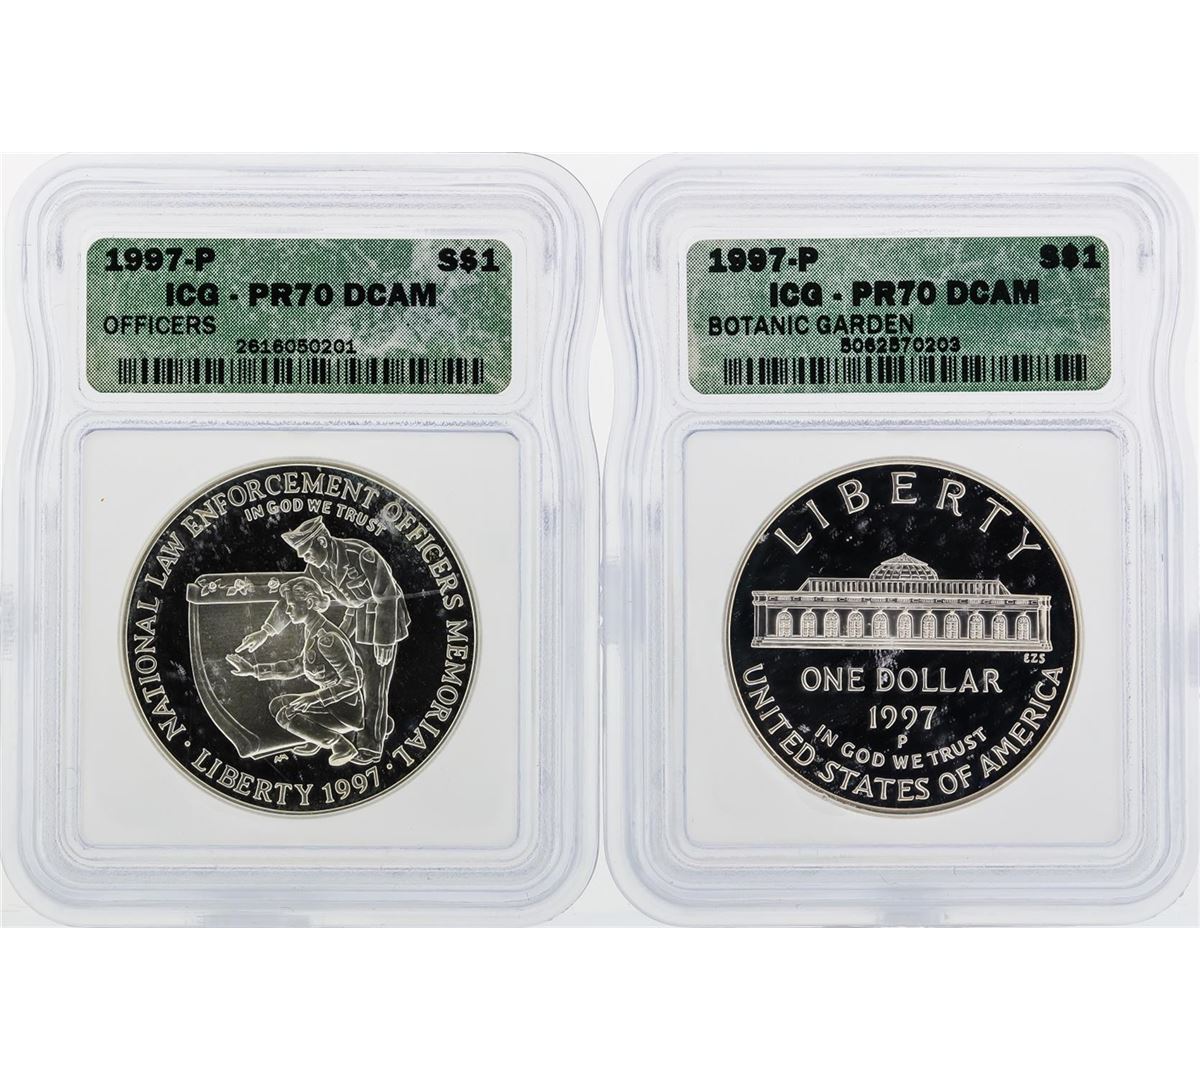 1997-P S$1
ICG - PR70 DCAM
OFFICERS
2616050201
NATIONAL LAW ENFORCEMENT OFFICERS MEMORIAL
IN GOD WE TRUST
LIBERTY 1997
1997-P S$1
ICG - PR70 DCAM
BOTANIC GARDEN
5062570203
LIBERTY
EZS
ONE DOLLAR
1997
P
IN GOD WE TRUST
UNITED STATES OF AMERICA